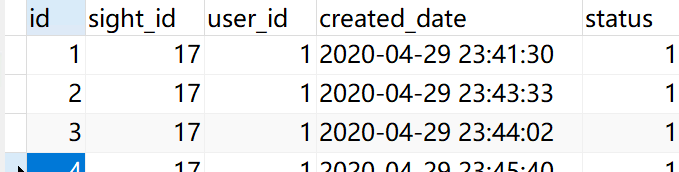 id sight_id user_id created_date status
1 17 1 2020-04-29 23:41:30 1
2 17 1 2020-04-29 23:43:33 1
3 17 1 2020-04-29 23:44:02 1
4 17 1 2020-04-29 23:45:40 1